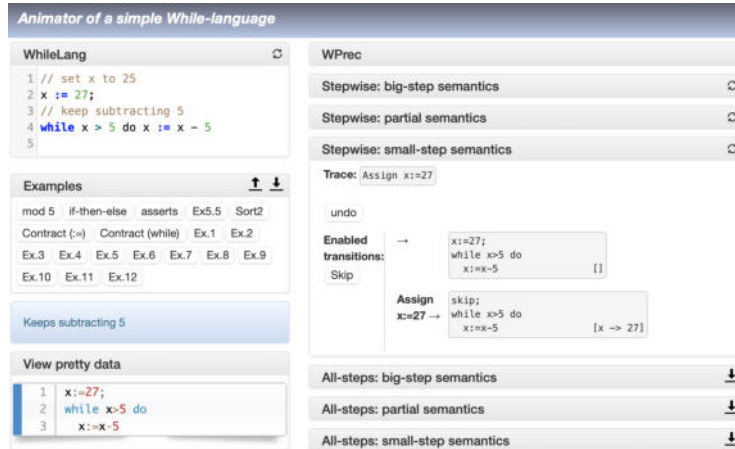 Animator of a simple While-language
WhileLang
1 // set x to 25
2 x := 27;
3 // keep subtracting 5
4 while x > 5 do x := x - 5
5
Examples
mod 5 if-then-else asserts Ex5.5 Sort2
Contract (:=) Contract (while) Ex.1 Ex.2
Ex.3 Ex.4 Ex.5 Ex.6 Ex.7 Ex.8 Ex.9
Ex.10 Ex.11 Ex.12
Keeps subtracting 5
View pretty data
1 x:=27;
2 while x>5 do
3 x:=x-5
WPrec
Stepwise: big-step semantics
Stepwise: partial semantics
Stepwise: small-step semantics
Trace: Assign x:=27
undo
Enabled transitions:
Skip
→ x:=27;
while x>5 do
x:=x-5 []
Assign x:=27 → skip;
while x>5 do
x:=x-5 [x -> 27]
All-steps: big-step semantics
All-steps: partial semantics
All-steps: small-step semantics